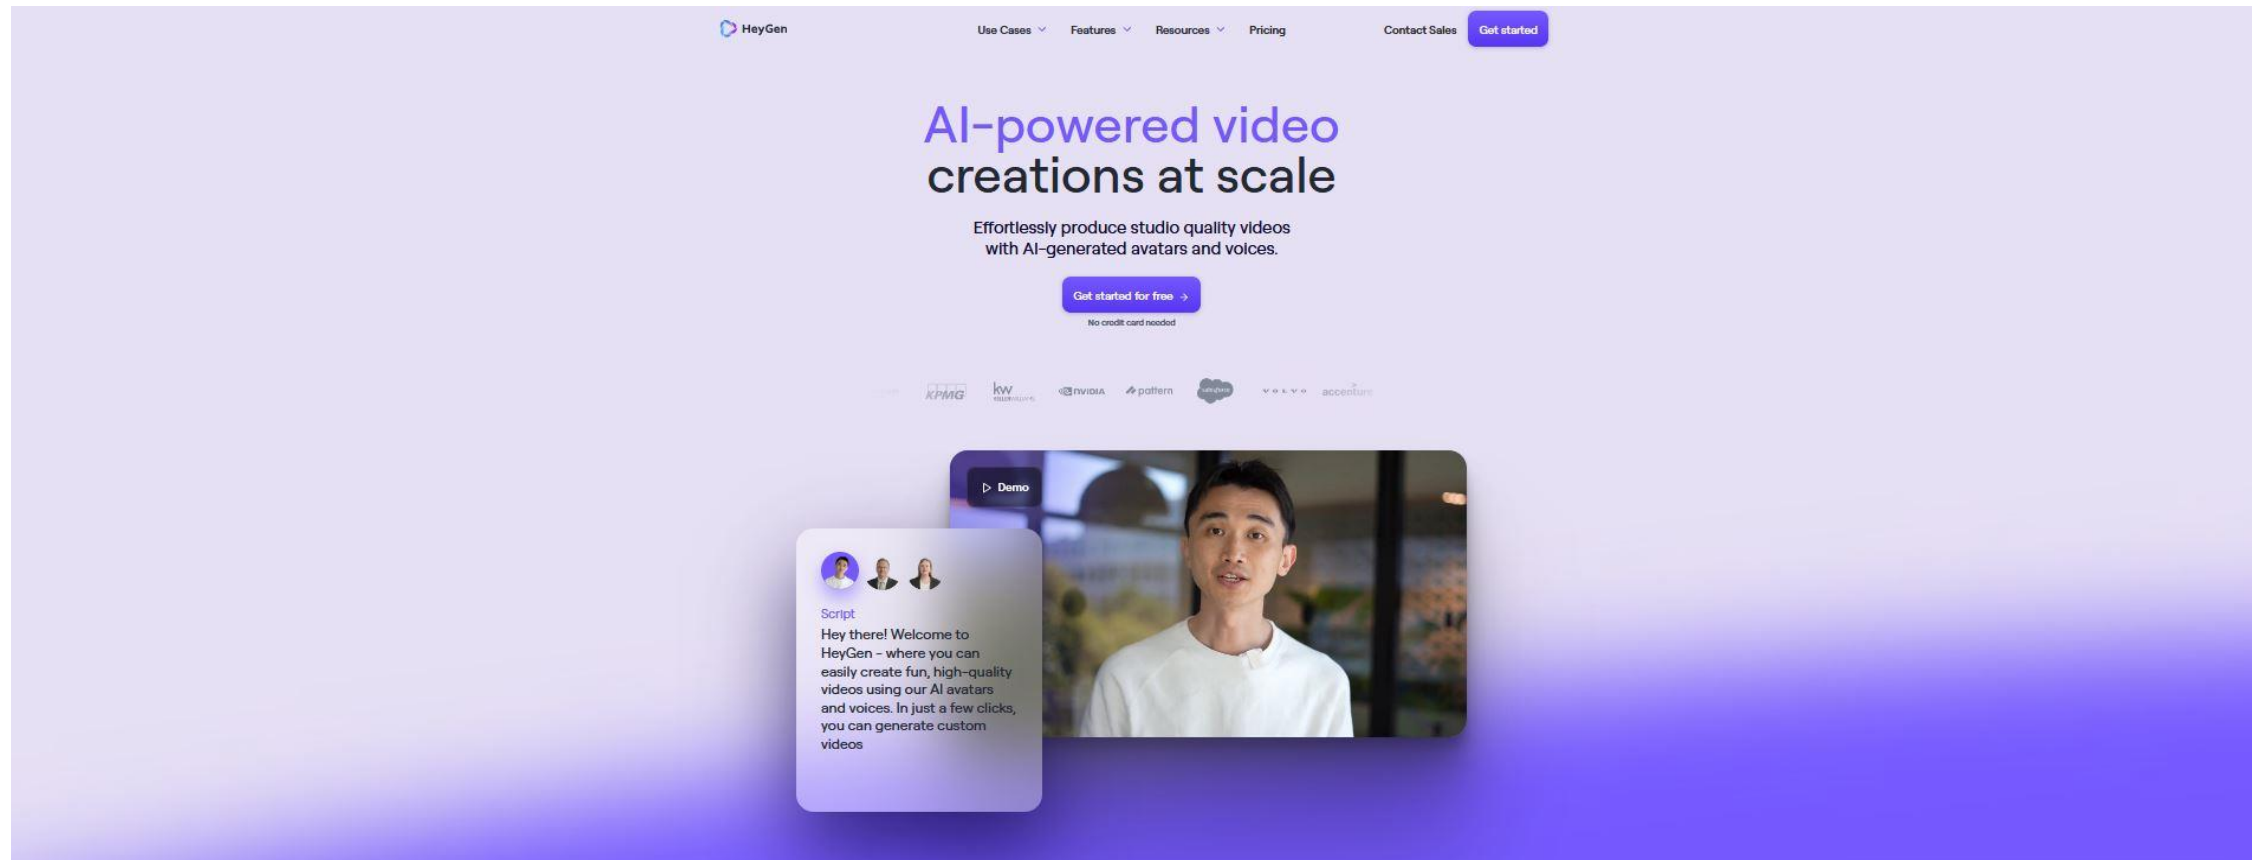 HeyGen
Use Cases
Features
Resources
Pricing
Contact Sales
Get started
AI-powered video
creations at scale
Effortlessly produce studio quality videos
with AI-generated avatars and voices.
Get started for free →
No credit card needed
KPMG
kw
KELLERWILLIAMS.
NVIDIA
pattern
salesforce
VOLVO
accenture
Demo
Script
Hey there! Welcome to
HeyGen - where you can
easily create fun, high-quality
videos using our AI avatars
and voices. In just a few clicks,
you can generate custom
videos